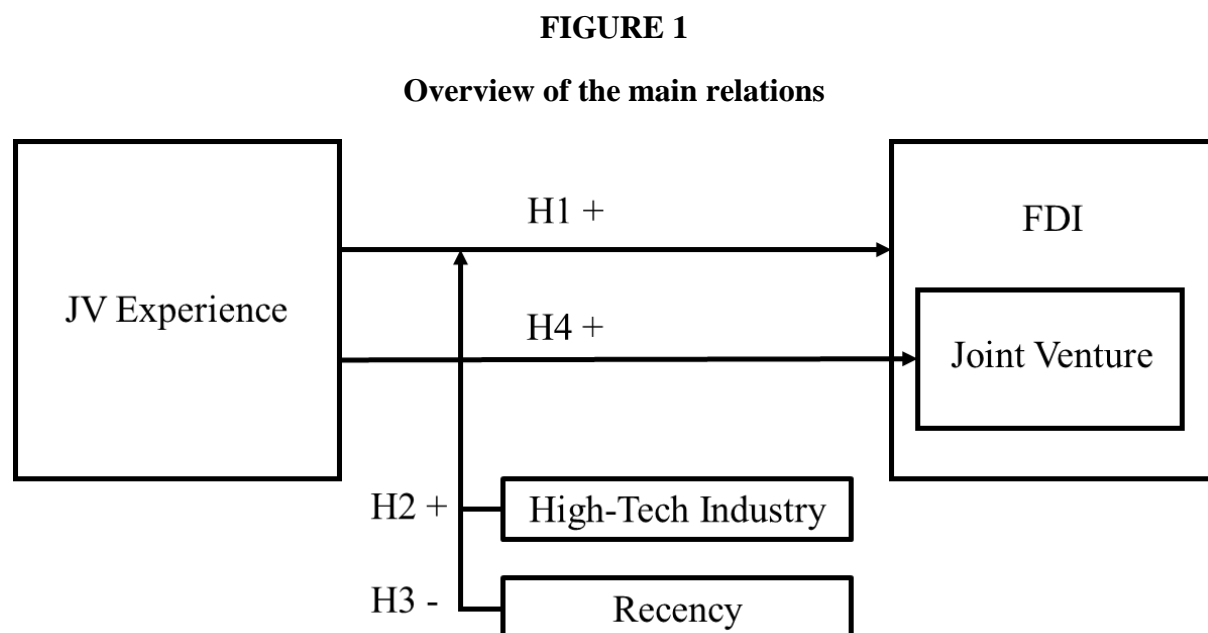 FIGURE 1
Overview of the main relations
H1 +
FDI
JV Experience
H4 +
Joint Venture
H2 +
High-Tech Industry
H3 -
Recency